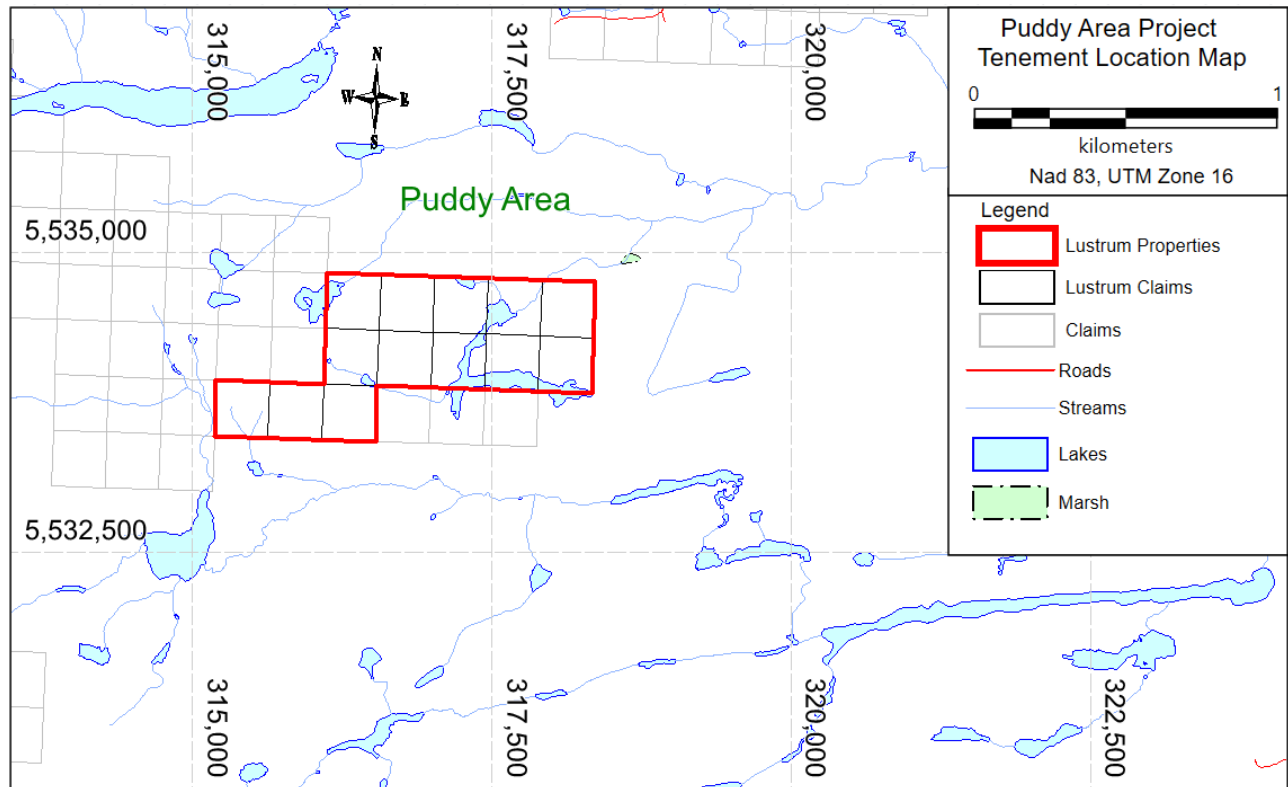 315,000
317,500
320,000
N
W E
S
Puddy Area
5,535,000
5,532,500
315,000
317,500
320,000
322,500
Puddy Area Project
Tenement Location Map
0 1
kilometers
Nad 83, UTM Zone 16
Legend
Lustrum Properties
Lustrum Claims
Claims
Roads
Streams
Lakes
Marsh